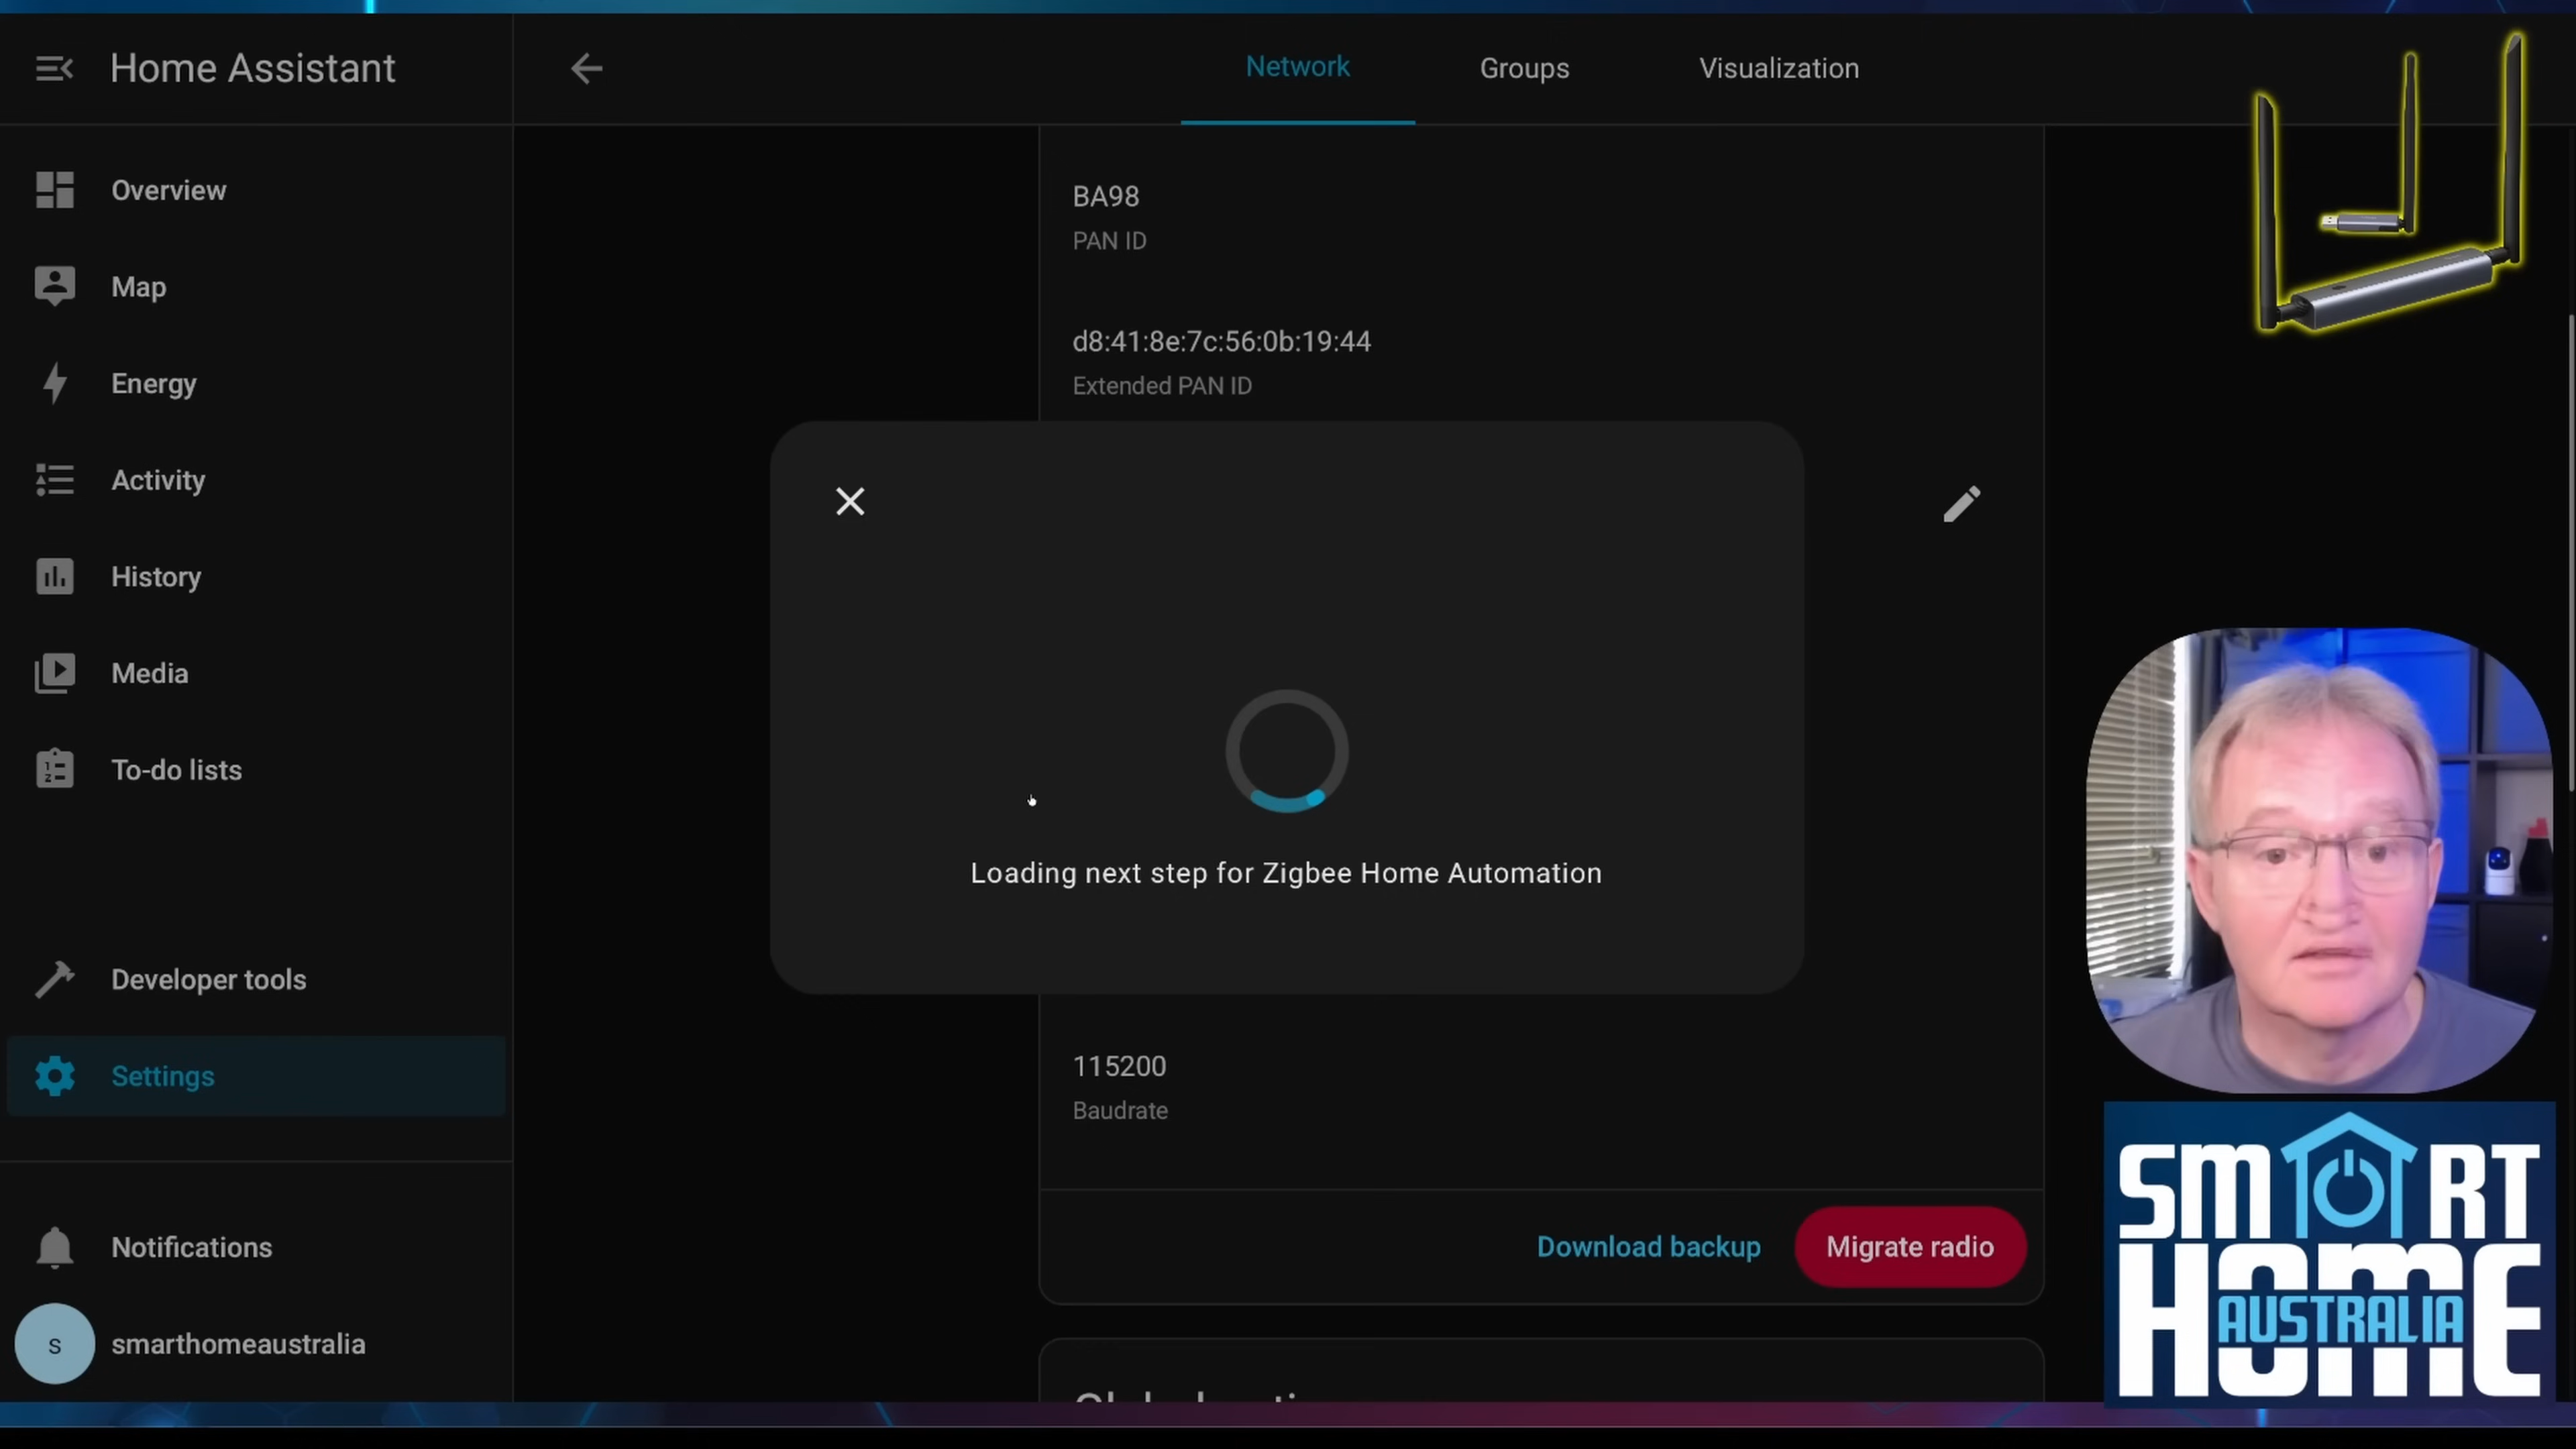 Home Assistant
Network
Groups
Visualization
Overview
Map
Energy
Activity
History
Media
To-do lists
Developer tools
Settings
Notifications
s
smarthomeaustralia
BA98
PAN ID
d8:41:8e:7c:56:0b:19:44
Extended PAN ID
Loading next step for Zigbee Home Automation
115200
Baudrate
Download backup
Migrate radio
SMART
HOME
AUSTRALIA